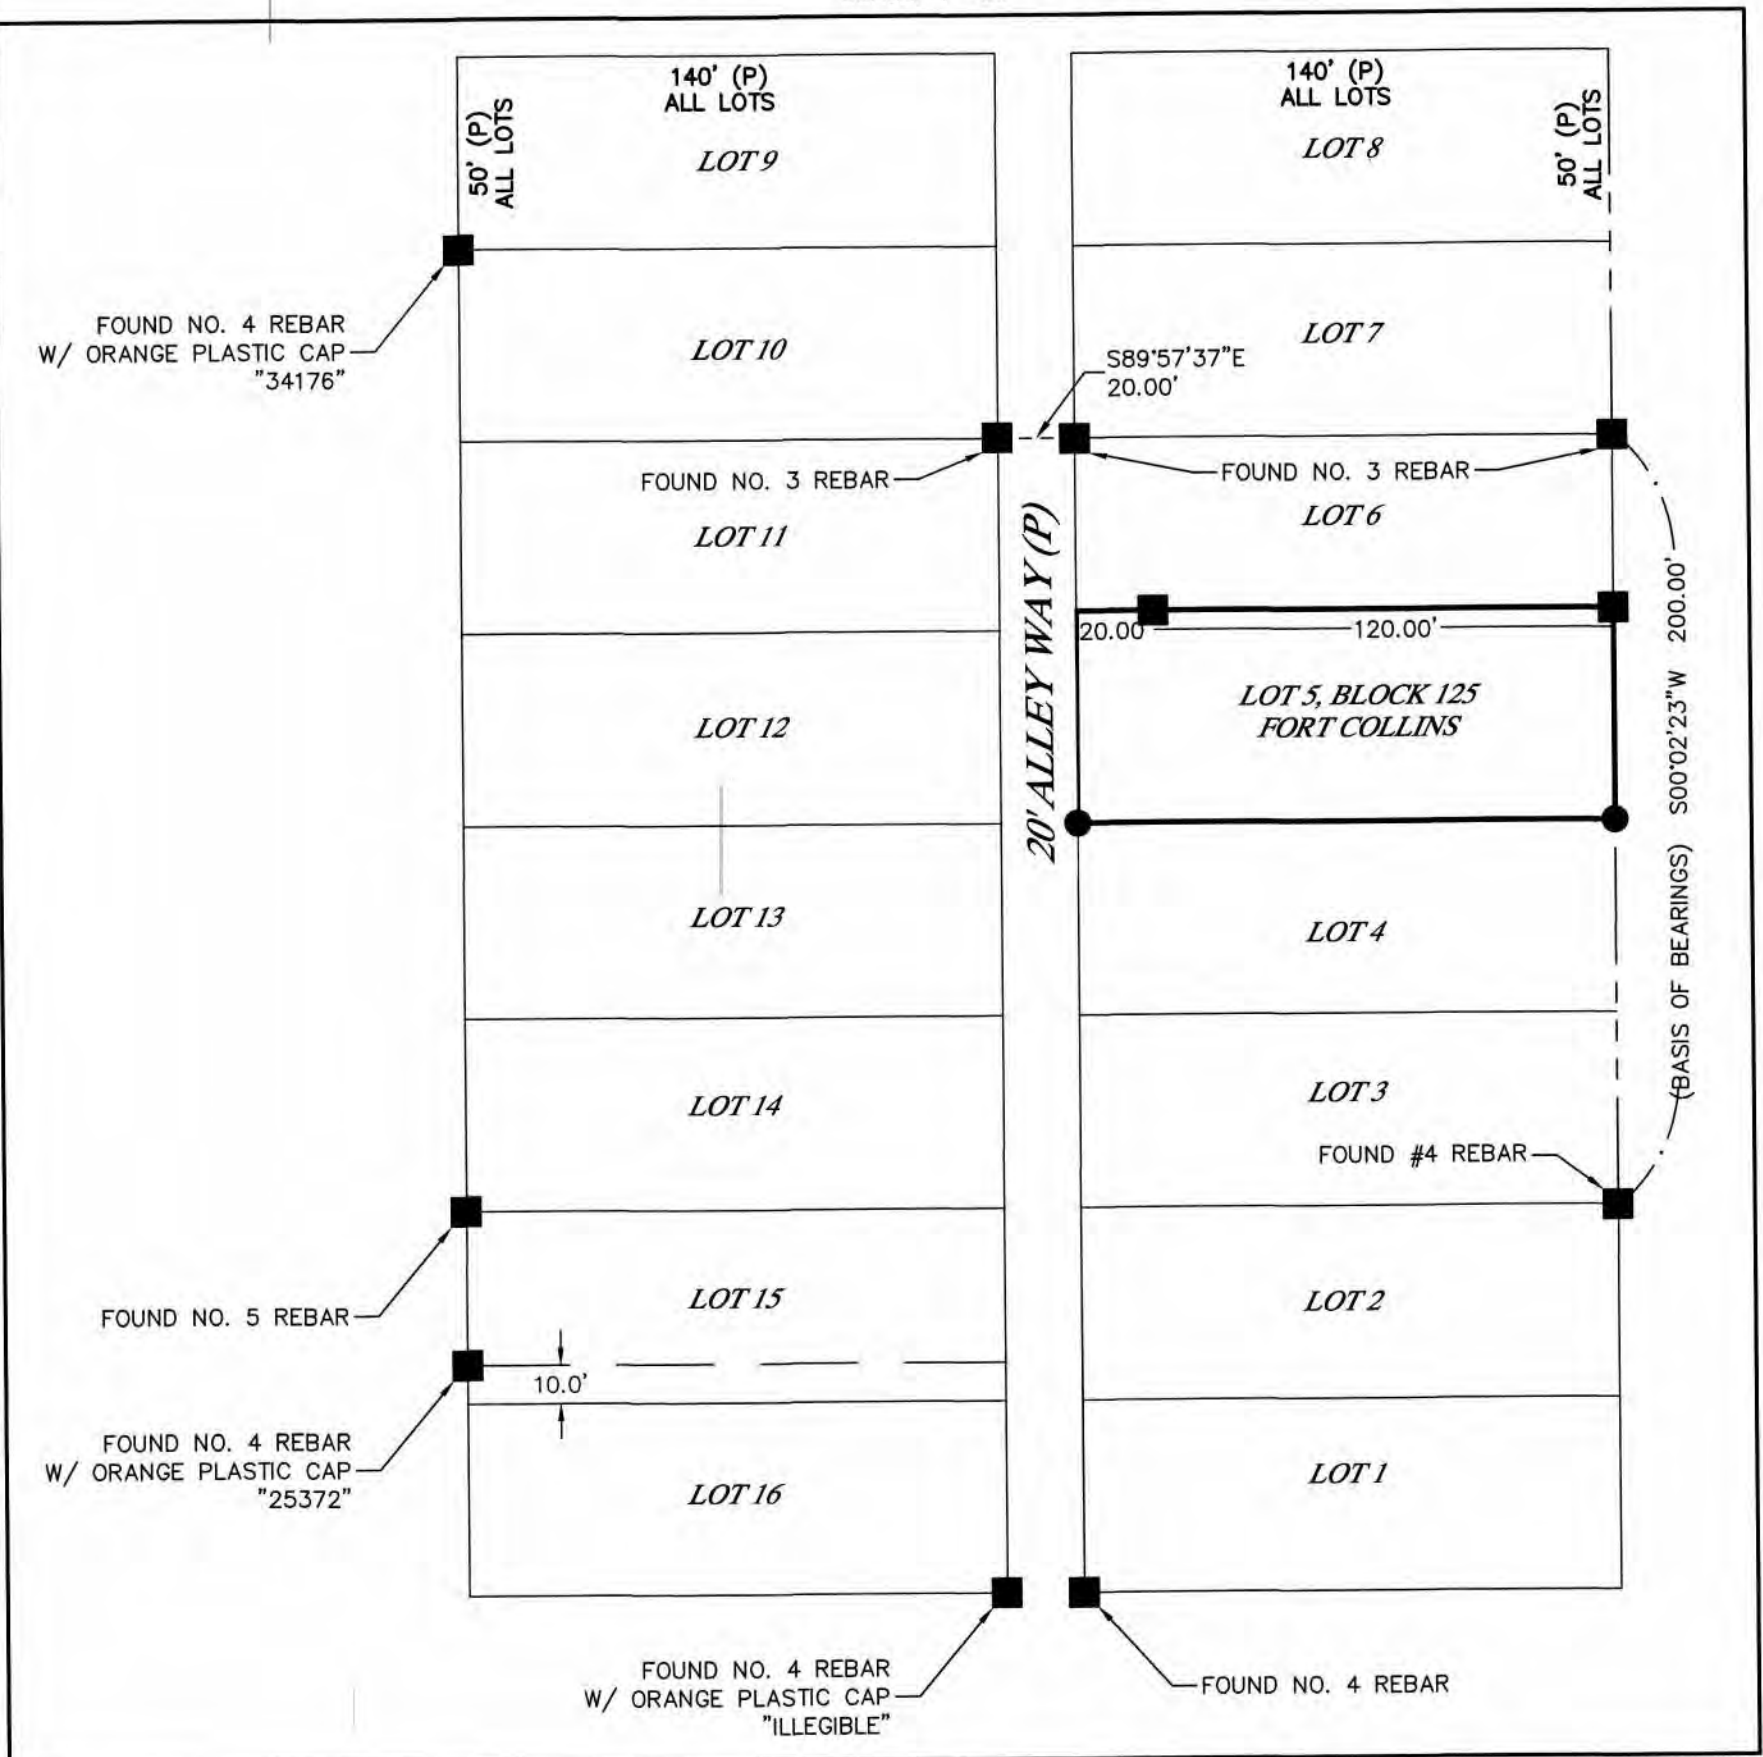 140' (P)
ALL LOTS
50' (P)
ALL LOTS
LOT 9
140' (P)
ALL LOTS
LOT 8
50' (P)
ALL LOTS
FOUND NO. 4 REBAR
W/ ORANGE PLASTIC CAP
"34176"
LOT 10
LOT 7
S89°57'37"E
20.00'
FOUND NO. 3 REBAR
FOUND NO. 3 REBAR
LOT 11
LOT 6
20' ALLEY WAY (P)
20.00'
120.00'
LOT 12
LOT 5, BLOCK 125
FORT COLLINS
(BASIS OF BEARINGS) S00°02'23"W 200.00'
LOT 13
LOT 4
LOT 14
LOT 3
FOUND #4 REBAR
FOUND NO. 5 REBAR
LOT 15
LOT 2
10.0'
FOUND NO. 4 REBAR
W/ ORANGE PLASTIC CAP
"25372"
LOT 16
LOT 1
FOUND NO. 4 REBAR
W/ ORANGE PLASTIC CAP
"ILLEGIBLE"
FOUND NO. 4 REBAR